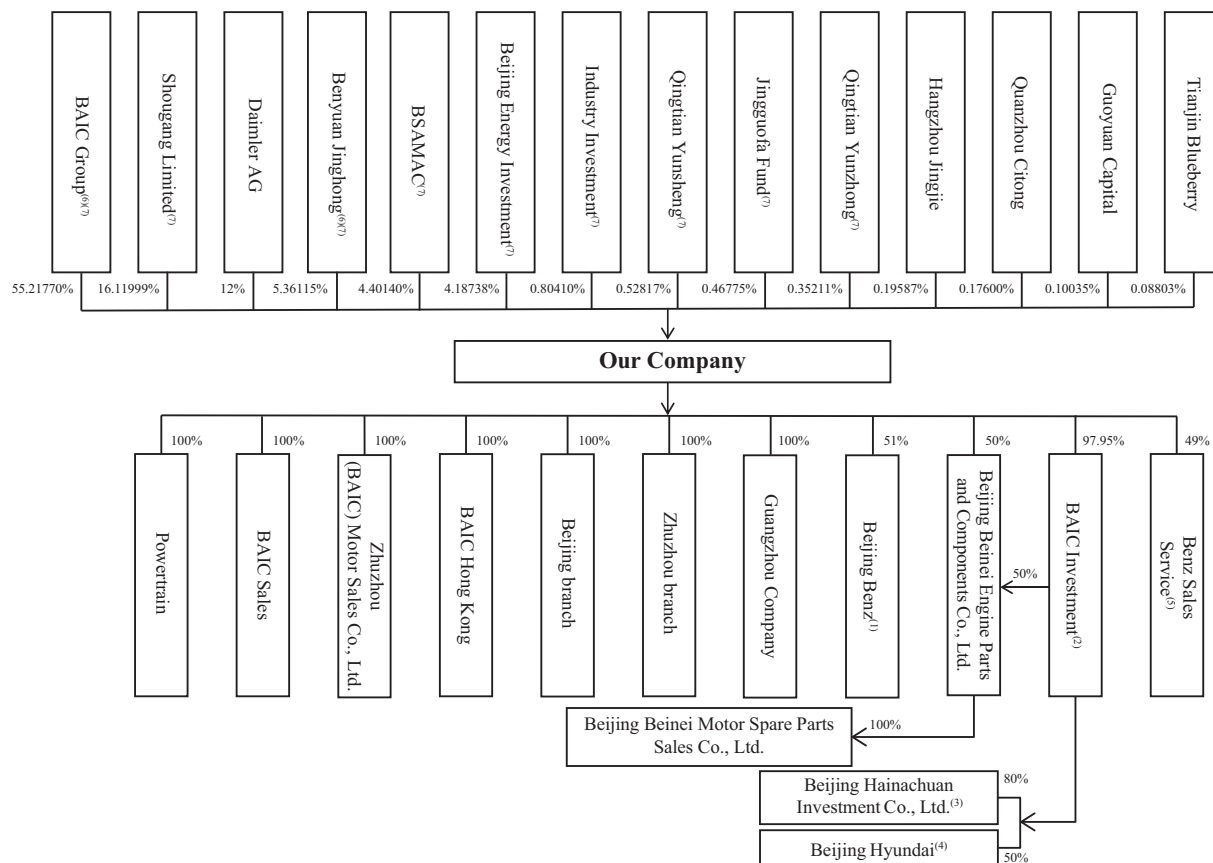 BAIC Group(6)(7)
Shougang Limited(7)
Daimler AG
Benyuan Jinghong(6)(7)
BSAMAC(7)
Beijing Energy Investment(7)
Industry Investment(7)
Qingtian Yunsheng(7)
Jingguofa Fund(7)
Qingtian Yunzhong(7)
Hangzhou Jingjie
Quanzhou Citong
Guoyuan Capital
Tianjin Blueberry
55.21770%
16.11999%
12%
5.36115%
4.40140%
4.18738%
0.80410%
0.52817%
0.46775%
0.35211%
0.19587%
0.17600%
0.10035%
0.08803%
Our Company
100%
100%
100%
100%
100%
100%
100%
51%
50%
97.95%
49%
Powertrain
BAIC Sales
Zhuzhou
(BAIC) Motor Sales Co., Ltd.
BAIC Hong Kong
Beijing branch
Zhuzhou branch
Guangzhou Company
Beijing Benz(1)
Beijing Beinei Engine Parts
and Components Co., Ltd.
50%
BAIC Investment(2)
Benz Sales
Service(5)
Beijing Beinei Motor Spare Parts
Sales Co., Ltd.
100%
Beijing Hainachuan
Investment Co., Ltd.(3)
80%
Beijing Hyundai(4)
50%